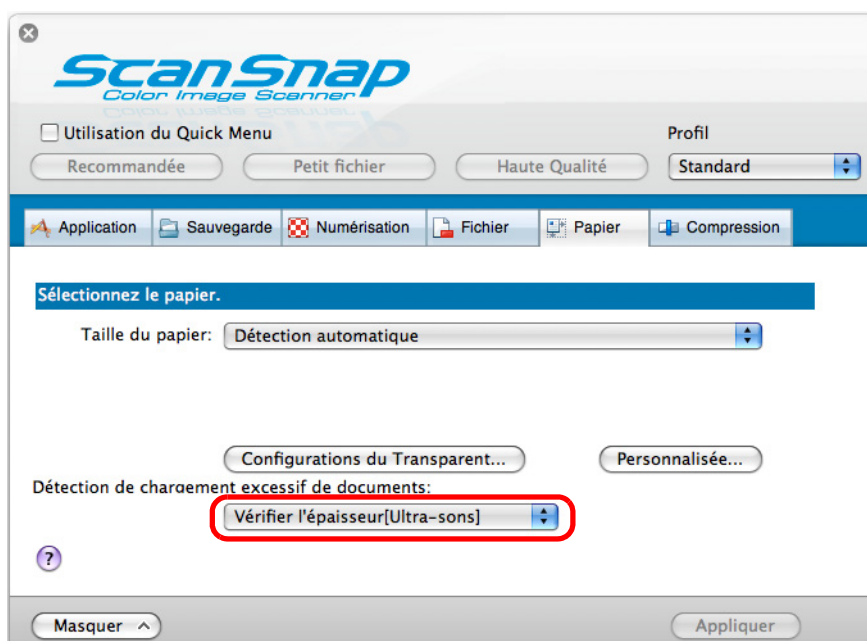 ScanSnap
Color Image Scanner
Utilisation du Quick Menu
Profil
Recommandée Petit fichier Haute Qualité Standard
Application Sauvegarde Numérisation Fichier Papier Compression
Sélectionnez le papier.
Taille du papier: Détection automatique
Configurations du Transparent... Personnalisée...
Détection de chargement excessif de documents:
Vérifier l'épaisseur[Ultra-sons]
?
Masquer Appliquer